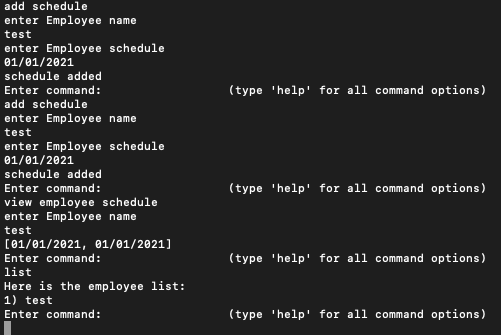 add schedule
enter Employee name
test
enter Employee schedule
01/01/2021
schedule added
Enter command: (type 'help' for all command options)
add schedule
enter Employee name
test
enter Employee schedule
01/01/2021
schedule added
Enter command: (type 'help' for all command options)
view employee schedule
enter Employee name
test
[01/01/2021, 01/01/2021]
Enter command: (type 'help' for all command options)
list
Here is the employee list:
1) test
Enter command: (type 'help' for all command options)